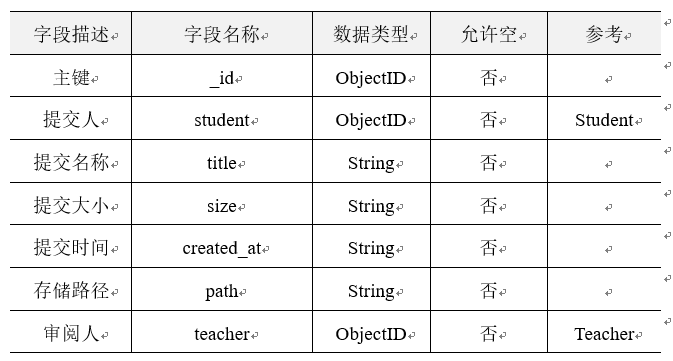 字段描述 字段名称 数据类型 允许空 参考
主键 _id ObjectID 否
提交人 student ObjectID 否 Student
提交名称 title String 否
提交大小 size String 否
提交时间 created_at String 否
存储路径 path String 否
审阅人 teacher ObjectID 否 Teacher